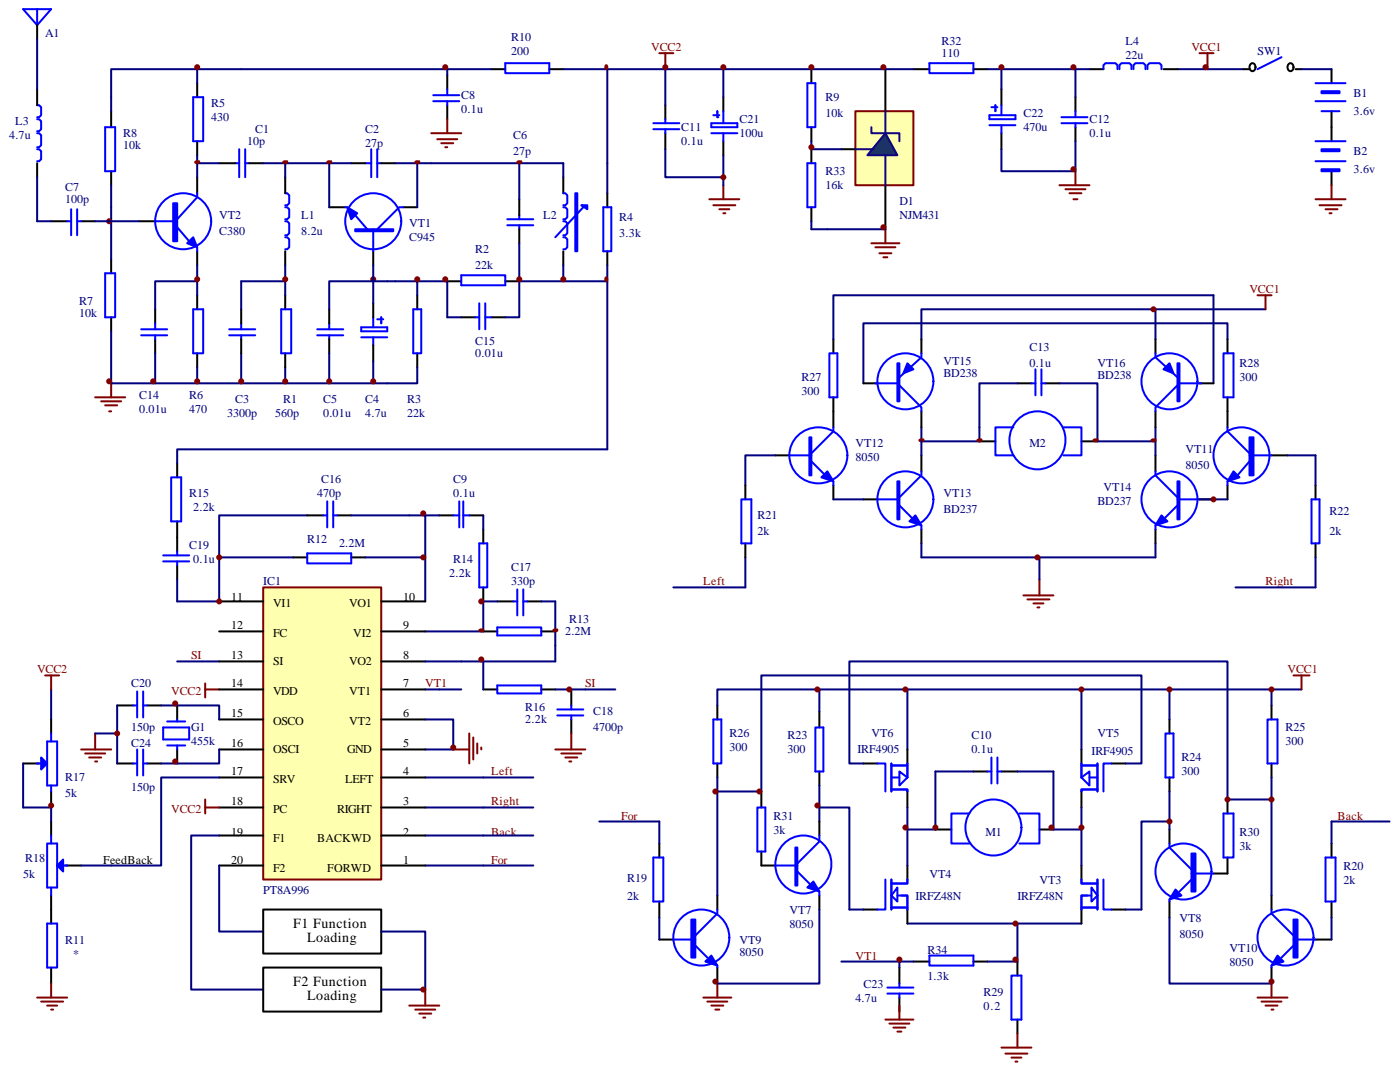 A1
L3
4.7u
C7
100p
R8
10k
R7
10k
R5
430
C1
10p
VT2
C380
L1
8.2u
C2
27p
VT1
C945
C8
0.1u
R10
200
C6
27p
L2
R4
3.3k
R2
22k
C15
0.01u
C14
0.01u
R6
470
C3
3300p
R1
560p
C5
0.01u
C4
4.7u
R3
22k
VCC2
C11
0.1u
C21
100u
R9
10k
R33
16k
D1
NJM431
R32
110
C22
470u
C12
0.1u
L4
22u
VCC1
SW1
B1
3.6v
B2
3.6v
VCC1
R27
300
VT15
BD238
C13
0.1u
VT16
BD238
R28
300
VT12
8050
M2
VT11
8050
VT13
BD237
VT14
BD237
R21
2k
R22
2k
Left
Right
R15
2.2k
C19
0.1u
C16
470p
R12 2.2M
C9
0.1u
R14
2.2k
C17
330p
R13
2.2M
R16
2.2k
SI
C18
4700p
IC1
11 VI1 VO1 10
12 FC VI2 9
SI 13 SI VO2 8
VCC2 14 VDD VT1 7 VT1
15 OSCO VT2 6
16 OSCI GND 5
17 SRV LEFT 4 Left
VCC2 18 PC RIGHT 3 Right
19 F1 BACKWD 2 Back
20 F2 FORWD 1 For
PT8A996
C20
150p
G1
455k
C24
150p
VCC2
R17
5k
R18
5k
FeedBack
R11
*
F1 Function
Loading
F2 Function
Loading
VCC1
R26
300
R23
300
VT6
IRF4905
C10
0.1u
VT5
IRF4905
R24
300
R25
300
For
R31
3k
M1
R30
3k
Back
R19
2k
VT4
IRFZ48N
VT3
IRFZ48N
R20
2k
VT7
8050
VT8
8050
VT9
8050
VT10
8050
VT1
R34
1.3k
C23
4.7u
R29
0.2